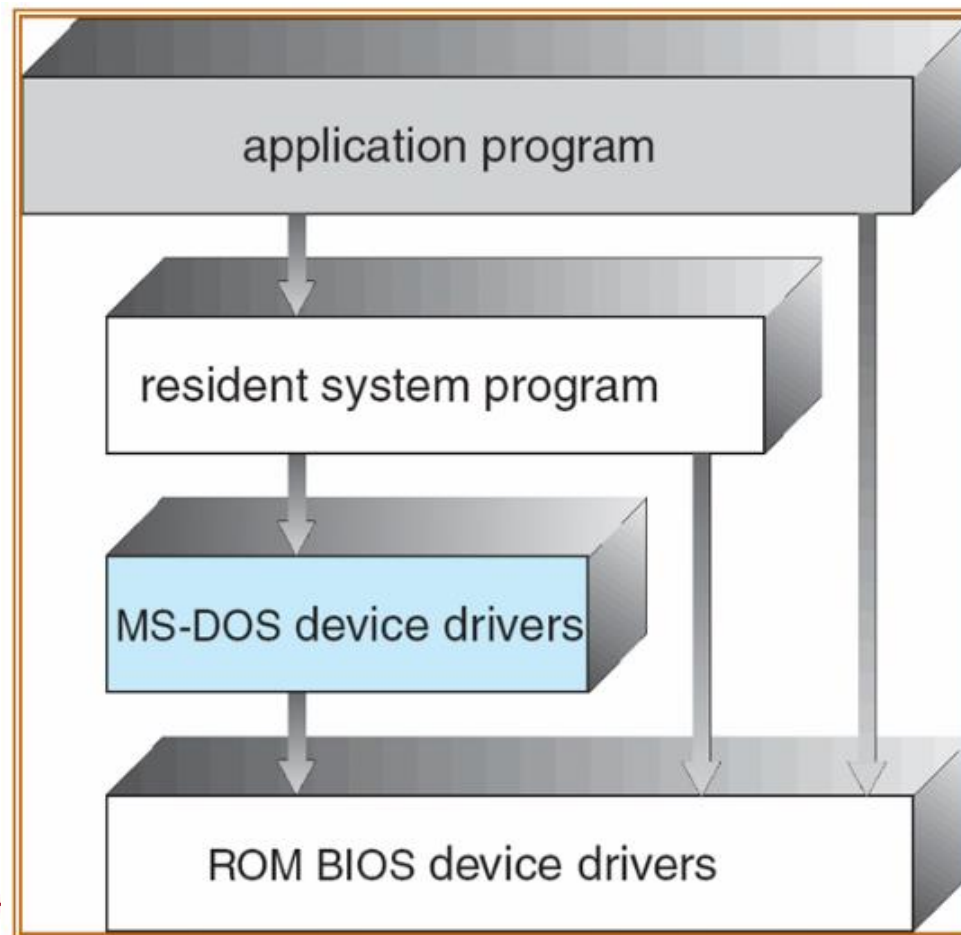 application program
resident system program
MS-DOS device drivers
ROM BIOS device drivers